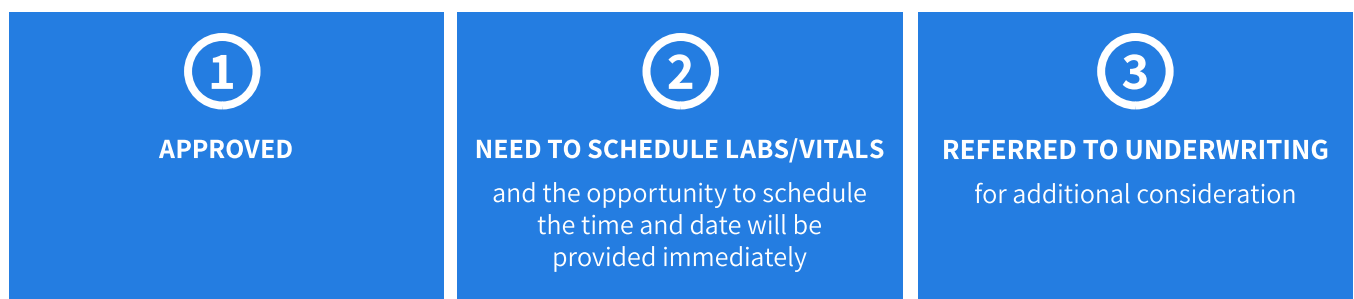 1
APPROVED
2
NEED TO SCHEDULE LABS/VITALS
and the opportunity to schedule
the time and date will be
provided immediately
3
REFERRED TO UNDERWRITING
for additional consideration